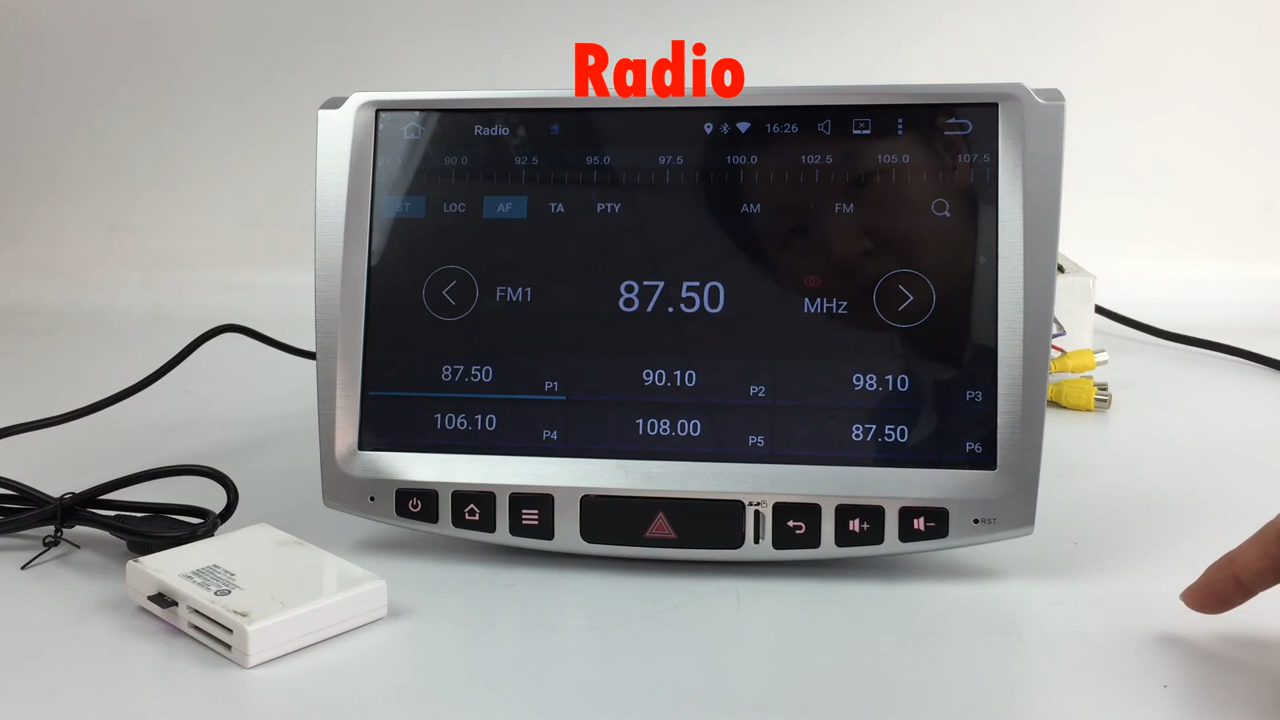 Radio
Radio 16:26
90.0 92.5 95.0 97.5 100.0 102.5 105.0 107.5
ST LOC AF TA PTY AM FM
FM1 87.50 MHz
87.50 P1 90.10 P2 98.10 P3
106.10 P4 108.00 P5 87.50 P6
RST